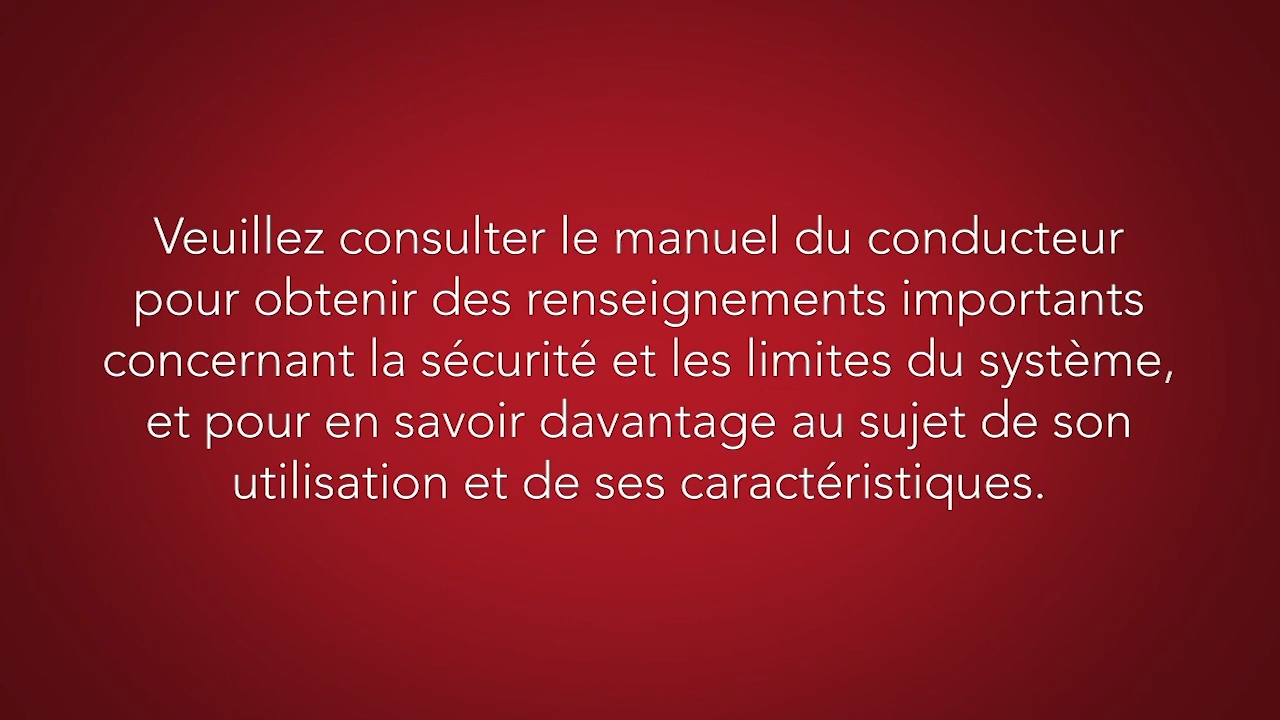 Veuillez consulter le manuel du conducteur
pour obtenir des renseignements importants
concernant la sécurité et les limites du système,
et pour en savoir davantage au sujet de son
utilisation et de ses caractéristiques.